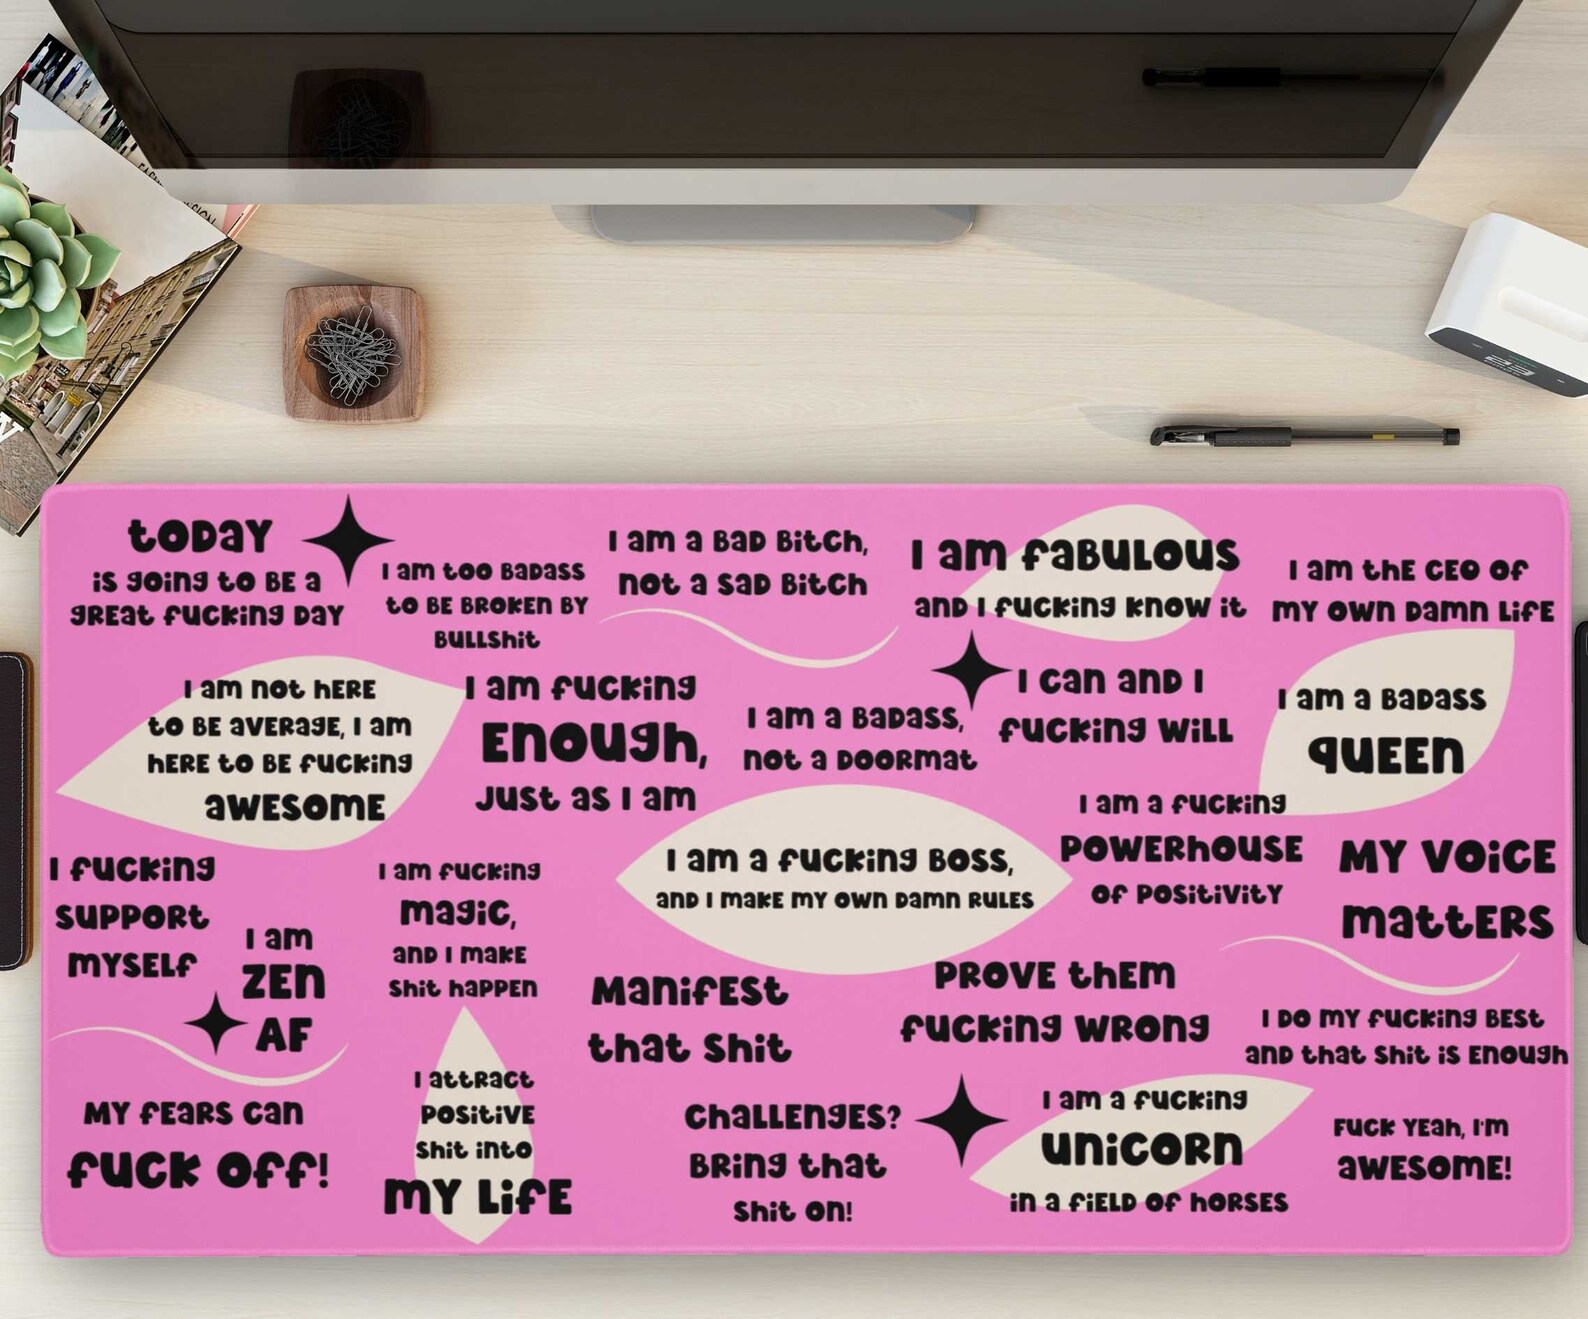 today
is going to be a
great fucking day
I am too badass
to be broken by
bullshit
I am a bad bitch,
not a sad bitch
I am fabulous
and I fucking know it
I am the CEO of
my own damn life
I am not here
to be average, I am
here to be fucking
awesome
I am fucking
enough,
just as I am
I am a badass,
not a doormat
I can and I
fucking will
I am a badass
queen
I fucking
support
myself
I am
zen
AF
I am fucking
magic,
and I make
shit happen
I am a fucking boss,
and I make my own damn rules
I am a fucking
powerhouse
of positivity
my voice
matters
manifest
that shit
prove them
fucking wrong
I do my fucking best
and that shit is enough
my fears can
fuck off!
I attract
positive
shit into
my life
challenges?
bring that
shit on!
I am a fucking
unicorn
in a field of horses
fuck yeah, I'm
awesome!